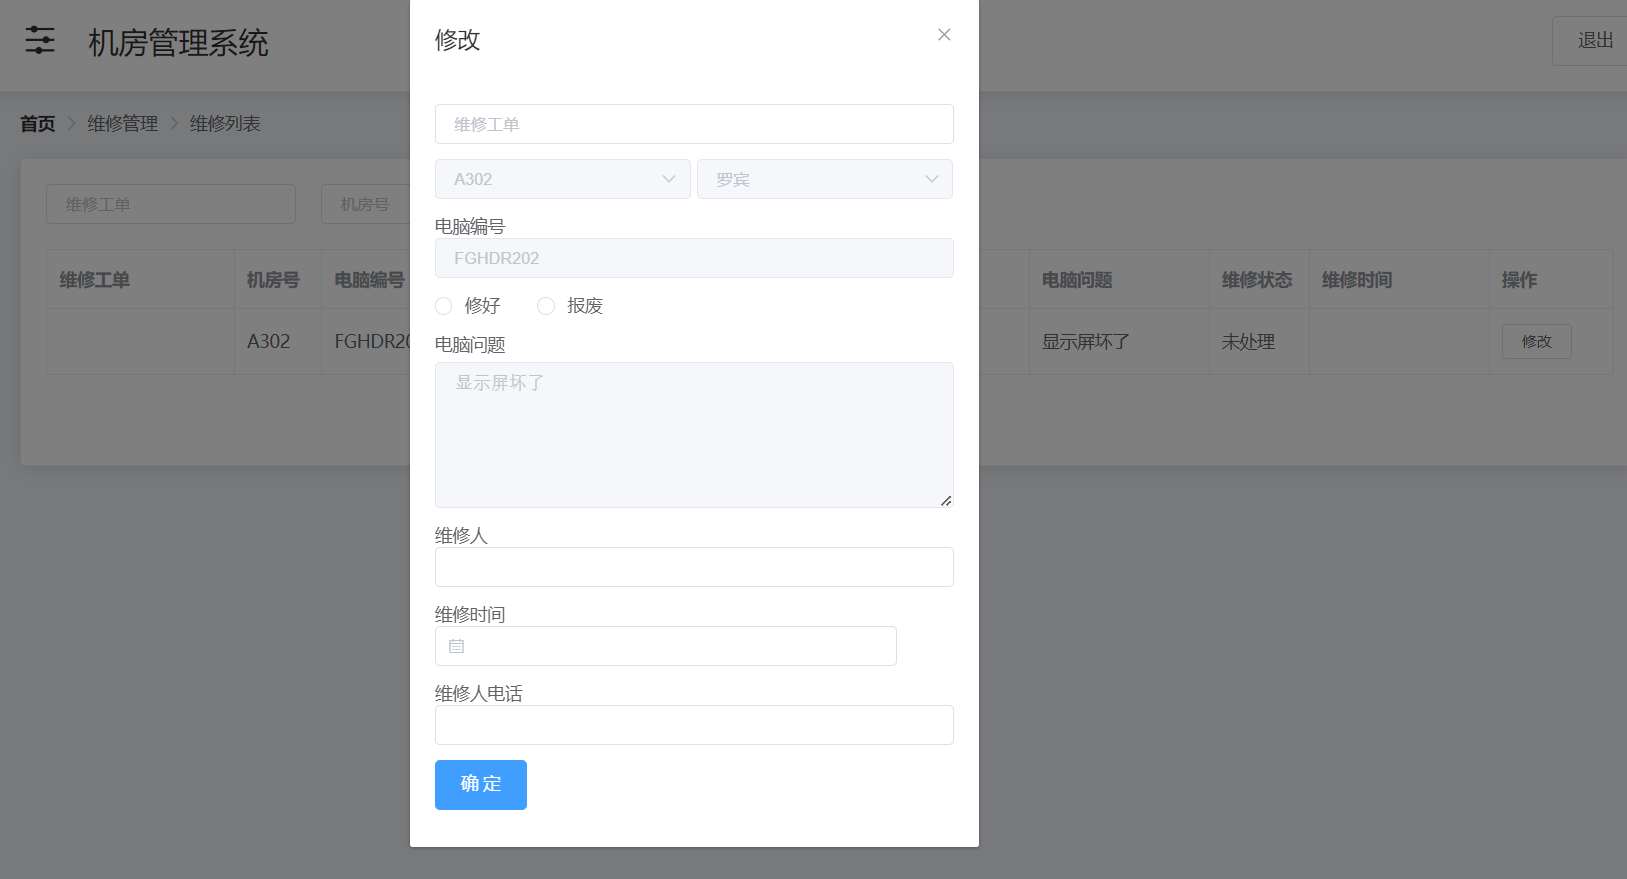 机房管理系统
退出
首页 维修管理 维修列表
维修工单 机房号
维修工单 机房号 电脑编号 电脑问题 维修状态 维修时间 操作
A302 FGHDR20 显示屏坏了 未处理 修改
修改
维修工单
A302 罗宾
电脑编号
FGHDR202
修好 报废
电脑问题
显示屏坏了
维修人
维修时间
维修人电话
确定